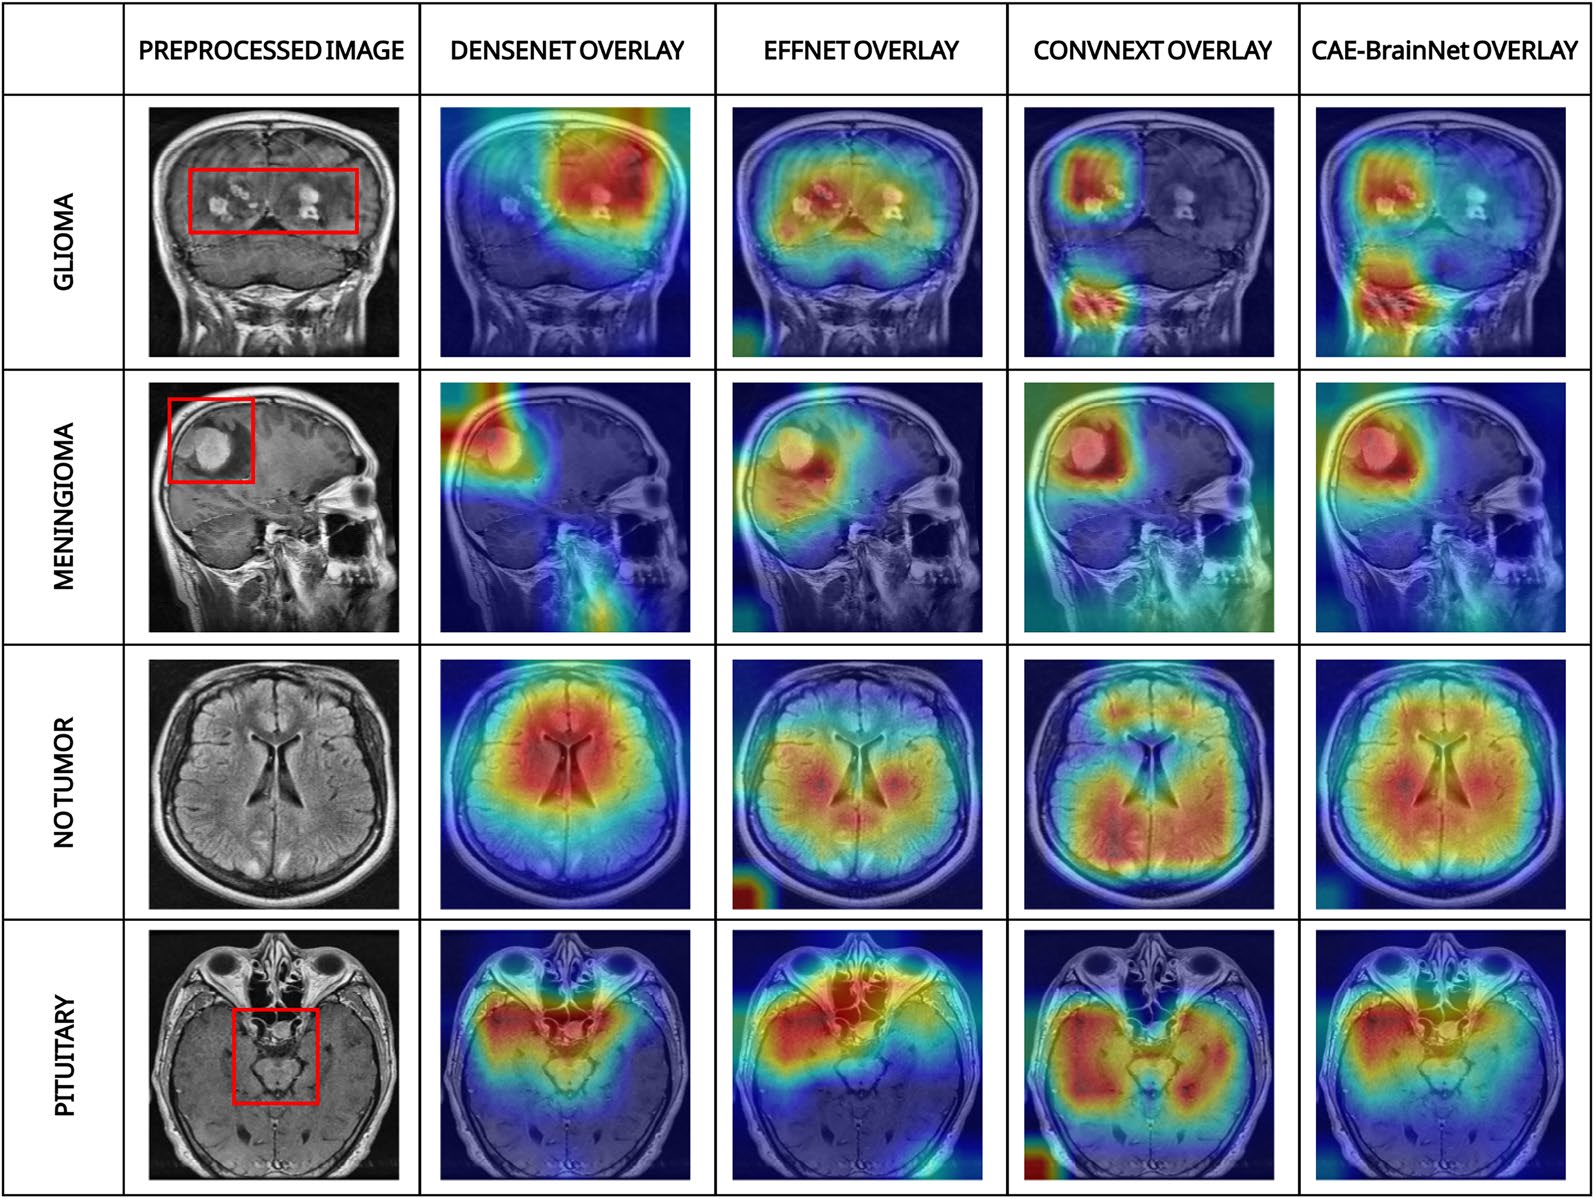 PREPROCESSED IMAGE
DENSENET OVERLAY
EFFNET OVERLAY
CONVNEXT OVERLAY
CAE-BrainNet OVERLAY
GLIOMA
MENINGIOMA
NO TUMOR
PITUITARY